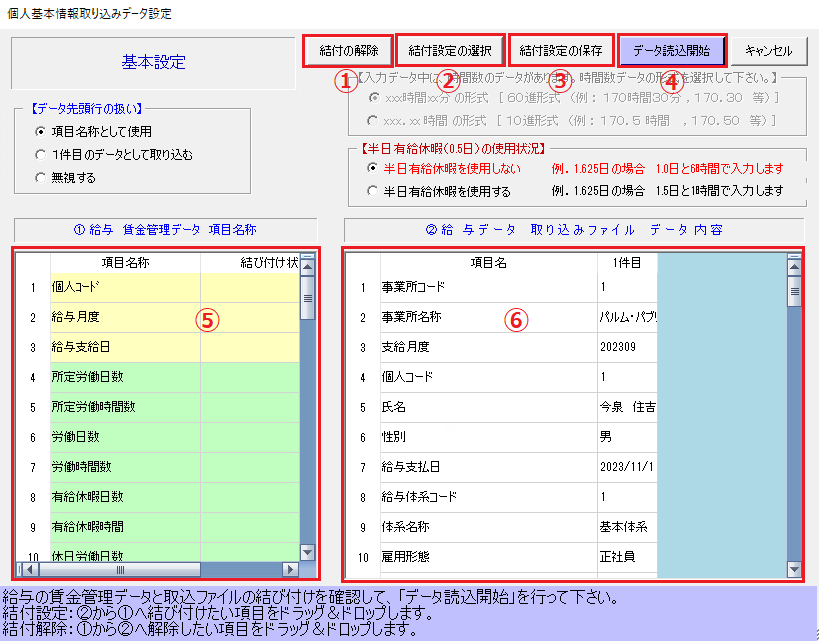 個人基本情報取り込みデータ設定
基本設定
結付の解除 結付設定の選択 結付設定の保存 データ読込開始 キャンセル
① ② ③ ④
【入力データ中に、時間数のデータがあります。時間数データの形式を選択して下さい。】
xxx時間xx分 の形式 [ 60進形式 (例: 170時間30分 , 170.30 等) ]
xxx.xx 時間 の形式 [ 10進形式 (例: 170.5 時間 , 170.50 等) ]
【データ先頭行の扱い】
項目名称として使用
1件目のデータとして取り込む
無視する
【半日有給休暇(0.5日)の使用状況】
半日有給休暇を使用しない 例. 1.625日の場合 1.0日と6時間で入力します
半日有給休暇を使用する 例. 1.625日の場合 1.5日と1時間で入力します
①給与 賃金管理データ 項目名称
項目名称 結び付け状
1 個人コード
2 給与月度
3 給与支給日
4 所定労働日数
5 所定労働時間数
6 労働日数
7 労働時間数
8 有給休暇日数
9 有給休暇時間
10 休日労働日数
⑤
②給 与データ 取り込みファイル データ内容
項目名 1件目
1 事業所コード 1
2 事業所名称 パルム・パブリ
3 支給月度 202309
4 個人コード 1
5 氏名 今泉 住吉
6 性別 男
7 給与支払日 2023/11/1
8 給与体系コード 1
9 体系名称 基本体系
10 雇用形態 正社員
⑥
給与の賃金管理データと取込ファイルの結び付けを確認して、「データ読込開始」を行って下さい。
結付設定:②から①へ結び付けたい項目をドラッグ&ドロップします。
結付解除:①から②へ解除したい項目をドラッグ&ドロップします。